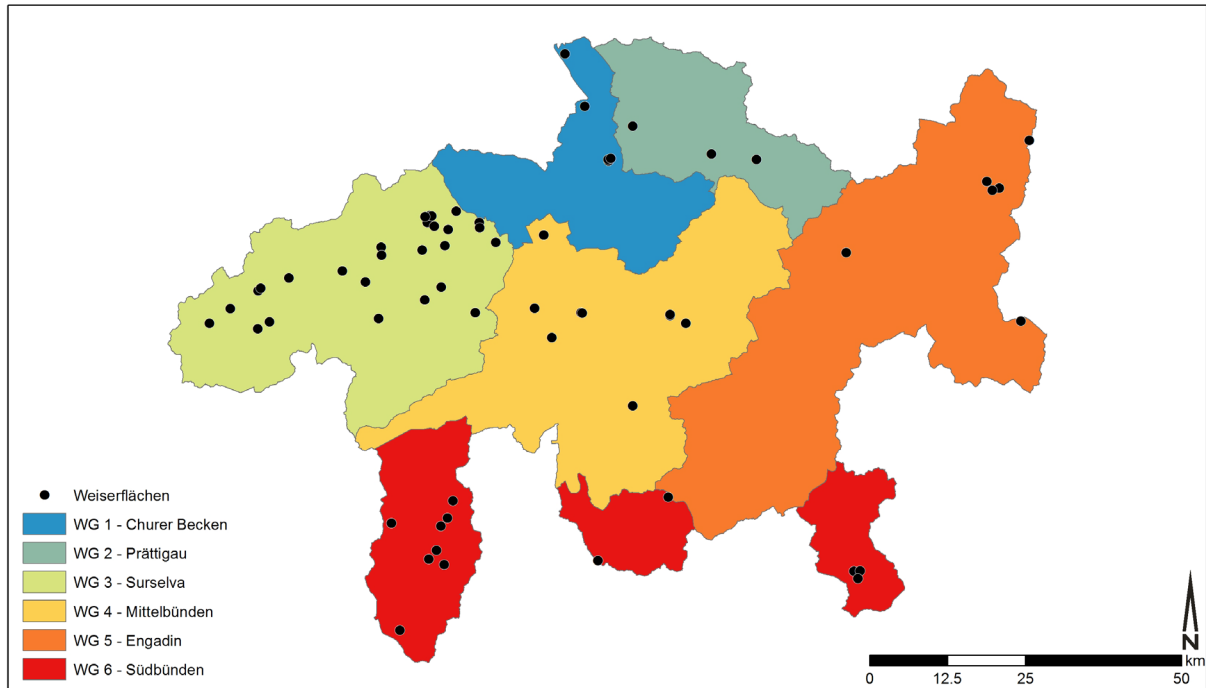 Weiserflächen
WG 1 - Churer Becken
WG 2 - Prättigau
WG 3 - Surselva
WG 4 - Mittelbünden
WG 5 - Engadin
WG 6 - Südbünden
N
km
0 12.5 25 50